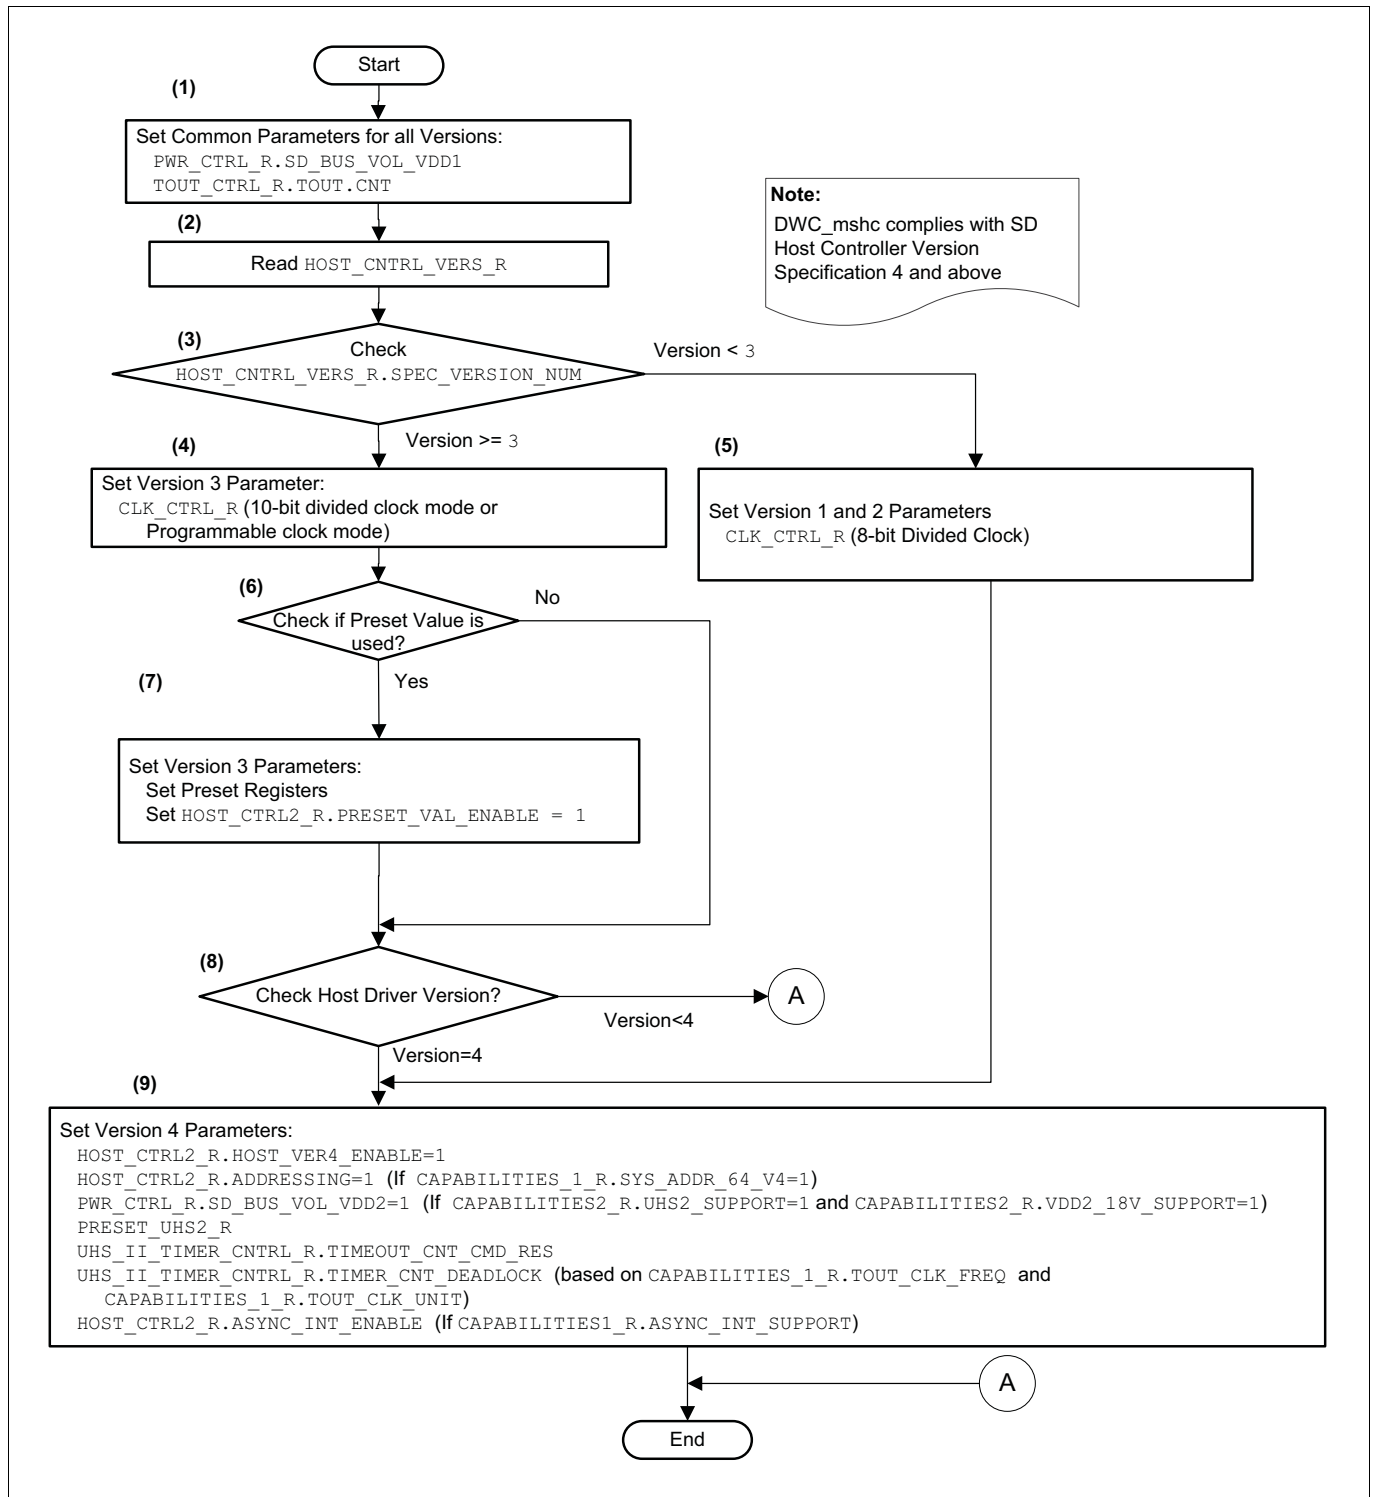 Start
(1)
Set Common Parameters for all Versions:
PWR_CTRL_R.SD_BUS_VOL_VDD1
TOUT_CTRL_R.TOUT.CNT
Note:
DWC_mshc complies with SD
Host Controller Version
Specification 4 and above
(2)
Read HOST_CNTRL_VERS_R
(3)
Check
HOST_CNTRL_VERS_R.SPEC_VERSION_NUM
Version < 3
Version >= 3
(4)
Set Version 3 Parameter:
CLK_CTRL_R (10-bit divided clock mode or
Programmable clock mode)
(5)
Set Version 1 and 2 Parameters
CLK_CTRL_R (8-bit Divided Clock)
(6)
Check if Preset Value is
used?
No
Yes
(7)
Set Version 3 Parameters:
Set Preset Registers
Set HOST_CTRL2_R.PRESET_VAL_ENABLE = 1
(8)
Check Host Driver Version?
Version<4
A
Version=4
(9)
Set Version 4 Parameters:
HOST_CTRL2_R.HOST_VER4_ENABLE=1
HOST_CTRL2_R.ADDRESSING=1 (If CAPABILITIES_1_R.SYS_ADDR_64_V4=1)
PWR_CTRL_R.SD_BUS_VOL_VDD2=1 (If CAPABILITIES2_R.UHS2_SUPPORT=1 and CAPABILITIES2_R.VDD2_18V_SUPPORT=1)
PRESET_UHS2_R
UHS_II_TIMER_CNTRL_R.TIMEOUT_CNT_CMD_RES
UHS_II_TIMER_CNTRL_R.TIMER_CNT_DEADLOCK (based on CAPABILITIES_1_R.TOUT_CLK_FREQ and
CAPABILITIES_1_R.TOUT_CLK_UNIT)
HOST_CTRL2_R.ASYNC_INT_ENABLE (If CAPABILITIES1_R.ASYNC_INT_SUPPORT)
A
End